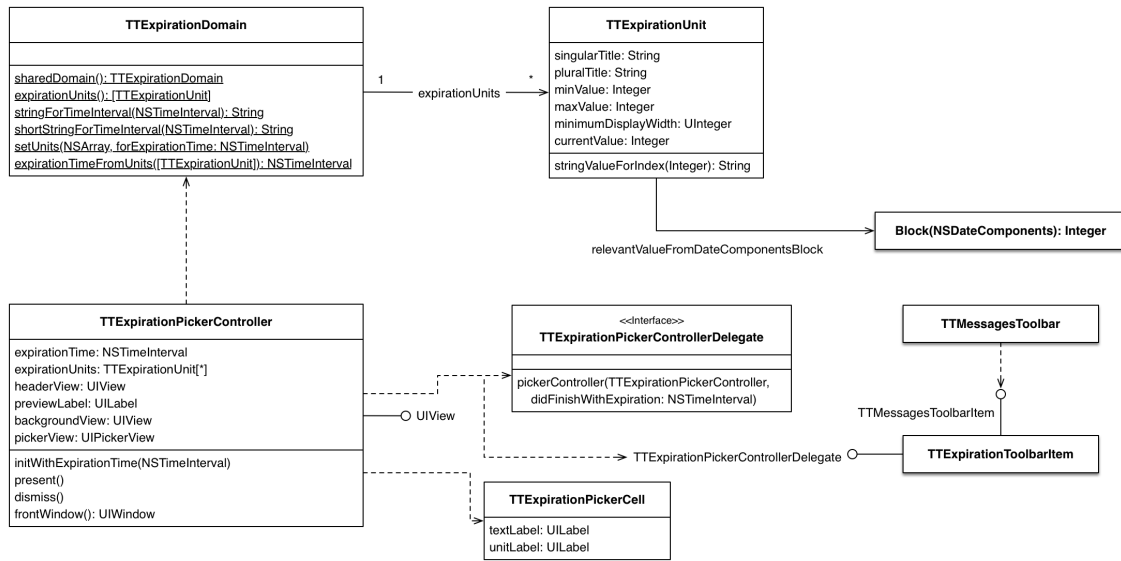 TTExpirationDomain
sharedDomain(): TTExpirationDomain
expirationUnits(): [TTExpirationUnit]
stringForTimeInterval(NSTimeInterval): String
shortStringForTimeInterval(NSTimeInterval): String
setUnits(NSArray, forExpirationTime: NSTimeInterval)
expirationTimeFromUnits([TTExpirationUnit]): NSTimeInterval
1
expirationUnits
*
TTExpirationUnit
singularTitle: String
pluralTitle: String
minValue: Integer
maxValue: Integer
minimumDisplayWidth: UInteger
currentValue: Integer
stringValueForIndex(Integer): String
relevantValueFromDateComponentsBlock
Block(NSDateComponents): Integer
TTExpirationPickerController
expirationTime: NSTimeInterval
expirationUnits: TTExpirationUnit[*]
headerView: UIView
previewLabel: UILabel
backgroundView: UIView
pickerView: UIPickerView
initWithExpirationTime(NSTimeInterval)
present()
dismiss()
frontWindow(): UIWindow
UIView
<<Interface>>
TTExpirationPickerControllerDelegate
pickerController(TTExpirationPickerController,
didFinishWithExpiration: NSTimeInterval)
TTExpirationPickerControllerDelegate
TTExpirationPickerCell
textLabel: UILabel
unitLabel: UILabel
TTMessagesToolbar
TTMessagesToolbarItem
TTExpirationToolbarItem